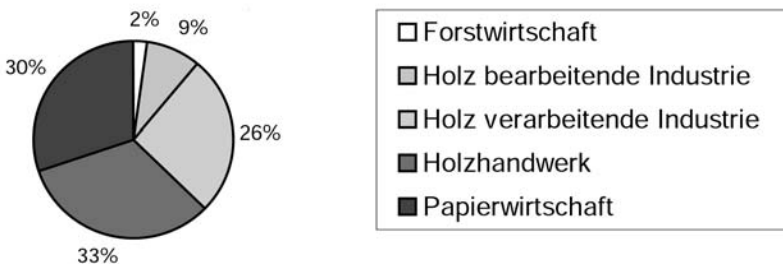 2%
9%
30%
26%
33%
Forstwirtschaft
Holz bearbeitende Industrie
Holz verarbeitende Industrie
Holzhandwerk
Papierwirtschaft